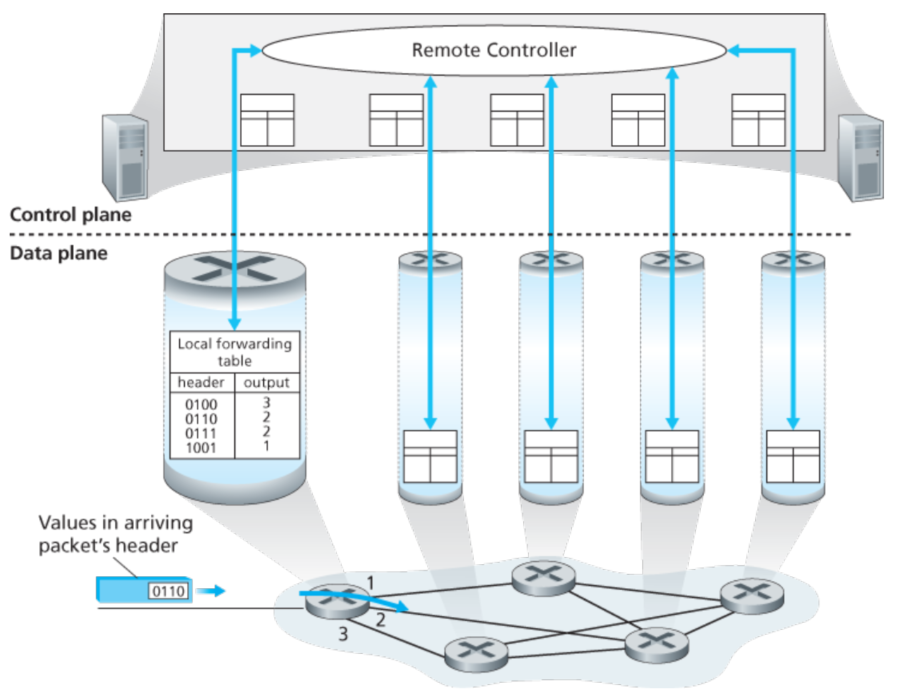 Remote Controller
Control plane
Data plane
Local forwarding
table
header output
0100 3
0110 2
0111 2
1001 1
Values in arriving
packet's header
0110
1
2
3